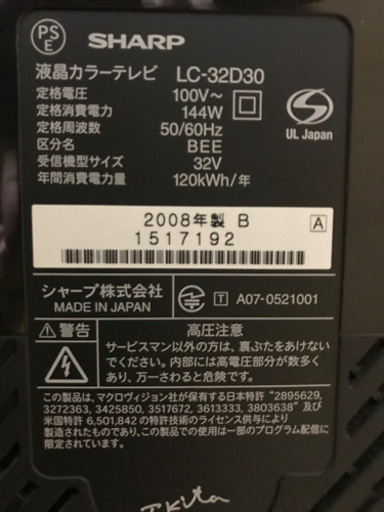 PS
E
SHARP
液晶カラーテレビ LC-32D30
定格電圧 100V～
定格消費電力 144W
定格周波数 50/60Hz
区分名 BEE
受信機型サイズ 32V
年間消費電力量 120kWh/年
UL Japan
2008年製 B
A
1517192
シャープ株式会社
MADE IN JAPAN
T A07-0521001
⚠警告 高圧注意
サービスマン以外の方は、裏ぶたをあけないで
ください。内部には高電圧部分が数多く
あり、万一さわると危険です。
この製品は、マクロヴィジョン社が保有する日本特許 "2895629,
3272363, 3425850, 3517672, 3613333, 3803638" 及び
米国特許 6,501,842 の特許技術のライセンス供与により
製造されたものです。この製品での使用は一部のプログラム配信に
限定されています。